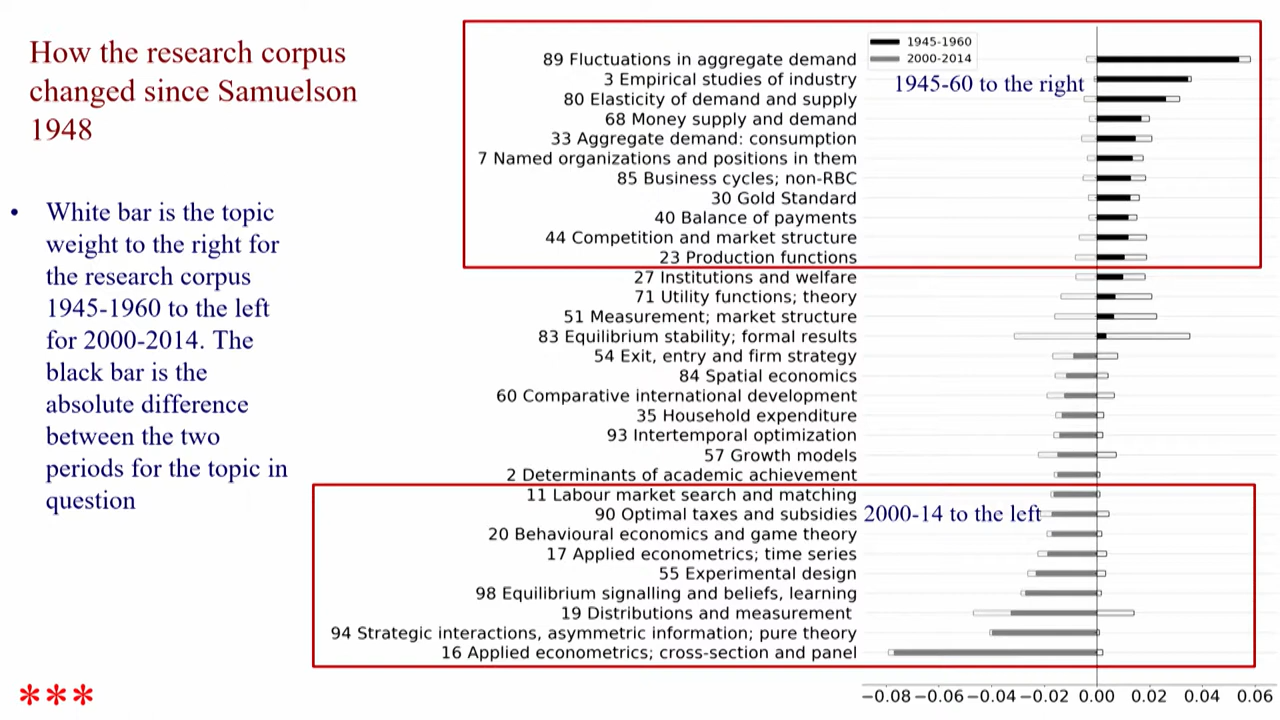 How the research corpus
changed since Samuelson
1948
• White bar is the topic
weight to the right for
the research corpus
1945-1960 to the left
for 2000-2014. The
black bar is the
absolute difference
between the two
periods for the topic in
question
***
1945-1960
2000-2014
1945-60 to the right
89 Fluctuations in aggregate demand
3 Empirical studies of industry
80 Elasticity of demand and supply
68 Money supply and demand
33 Aggregate demand: consumption
7 Named organizations and positions in them
85 Business cycles; non-RBC
30 Gold Standard
40 Balance of payments
44 Competition and market structure
23 Production functions
27 Institutions and welfare
71 Utility functions; theory
51 Measurement; market structure
83 Equilibrium stability; formal results
54 Exit, entry and firm strategy
84 Spatial economics
60 Comparative international development
35 Household expenditure
93 Intertemporal optimization
57 Growth models
2 Determinants of academic achievement
11 Labour market search and matching
90 Optimal taxes and subsidies
2000-14 to the left
20 Behavioural economics and game theory
17 Applied econometrics; time series
55 Experimental design
98 Equilibrium signalling and beliefs, learning
19 Distributions and measurement
94 Strategic interactions, asymmetric information; pure theory
16 Applied econometrics; cross-section and panel
−0.08 −0.06 −0.04 −0.02 0.00 0.02 0.04 0.06